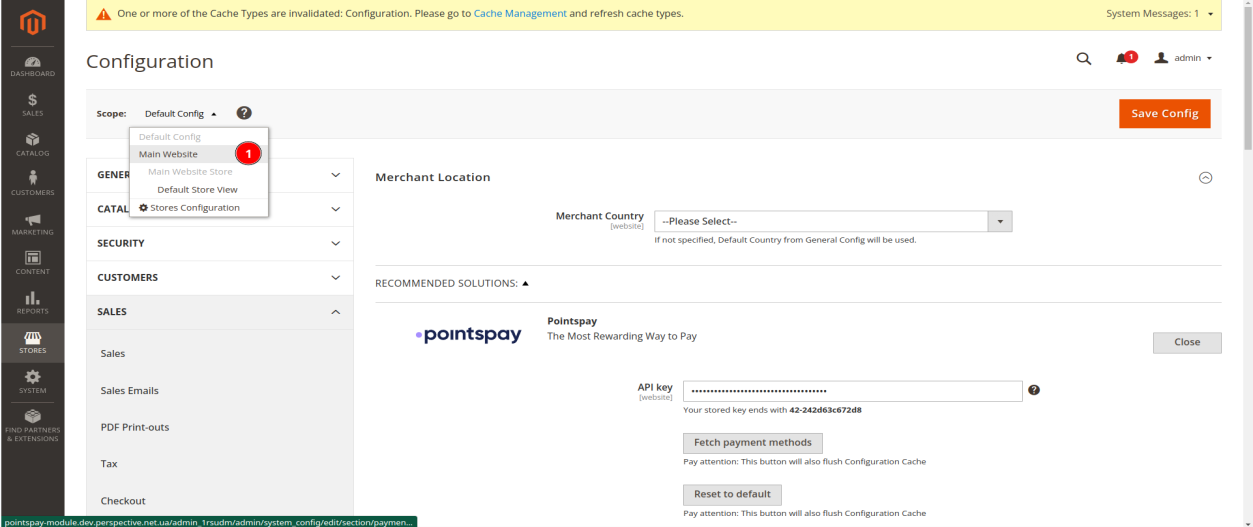 One or more of the Cache Types are invalidated: Configuration. Please go to Cache Management and refresh cache types.
System Messages: 1
Configuration
1
admin
DASHBOARD
SALES
CATALOG
CUSTOMERS
MARKETING
CONTENT
REPORTS
STORES
SYSTEM
FIND PARTNERS
& EXTENSIONS
Scope: Default Config ?
Save Config
Default Config
Main Website 1
Main Website Store
Default Store View
Stores Configuration
GENER
CATAL
SECURITY
CUSTOMERS
SALES
Sales
Sales Emails
PDF Print-outs
Tax
Checkout
Merchant Location
Merchant Country
[website]
--Please Select--
If not specified, Default Country from General Config will be used.
RECOMMENDED SOLUTIONS:
pointspay
Pointspay
The Most Rewarding Way to Pay
Close
API key
[website]
••••••••••••••••••••••••••••••••••••
?
Your stored key ends with 42-242d63c672d8
Fetch payment methods
Pay attention: This button will also flush Configuration Cache
Reset to default
Pay attention: This button will also flush Configuration Cache
pointspay-module.dev.perspective.net.ua/admin_1rsudm/admin/system_config/edit/section/paymen...